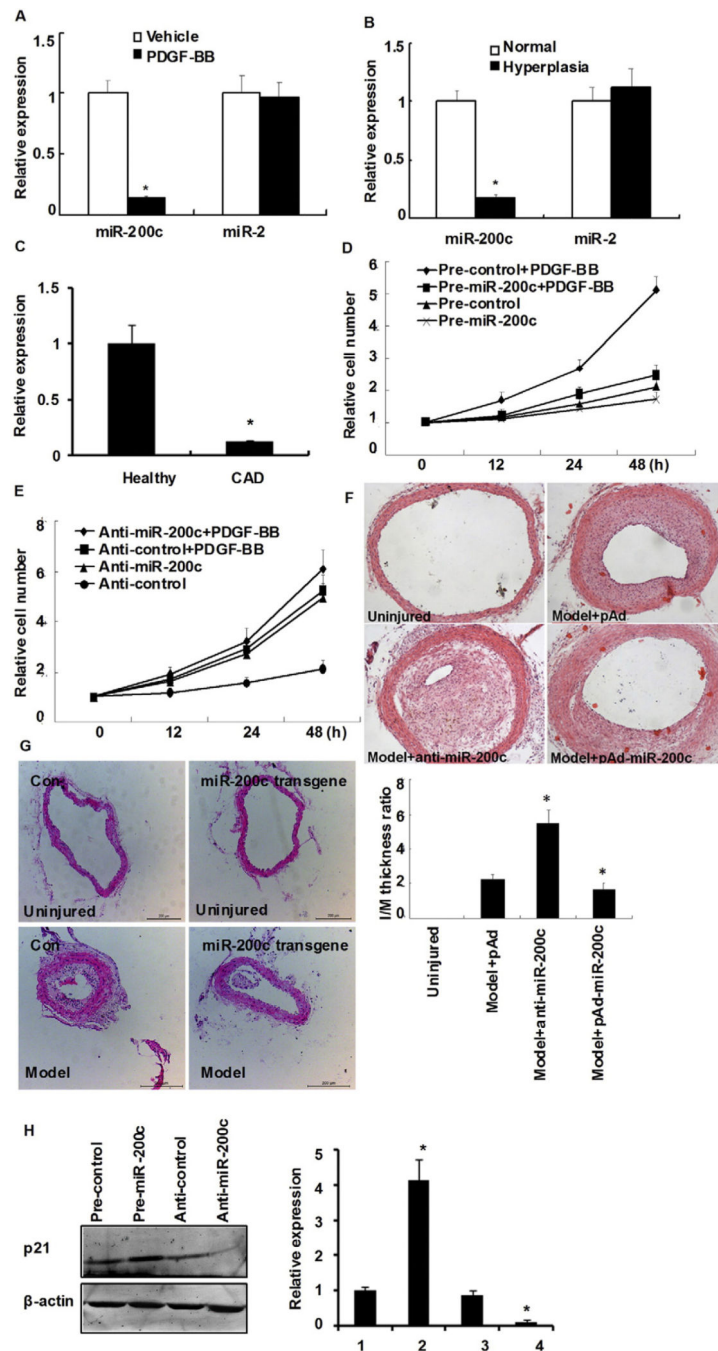 A
Vehicle
PDGF-BB
Relative expression
1.5
1
0.5
0
*
miR-200c
miR-2
B
Normal
Hyperplasia
Relative expression
1.5
1
0.5
0
*
miR-200c
miR-2
C
Relative expression
1.5
1
0.5
0
*
Healthy
CAD
D
Pre-control+PDGF-BB
Pre-miR-200c+PDGF-BB
Pre-control
Pre-miR-200c
Relative cell number
6
5
4
3
2
1
0
0
12
24
48 (h)
E
Anti-miR-200c+PDGF-BB
Anti-control+PDGF-BB
Anti-miR-200c
Anti-control
Relative cell number
8
6
4
2
0
0
12
24
48 (h)
F
Uninjured
Model+pAd
Model+anti-miR-200c
Model+pAd-miR-200c
I/M thickness ratio
8
6
4
2
0
*
*
Uninjured
Model +pAd
Model+anti-miR-200c
Model+ pAd-miR-200c
G
Con
miR-200c transgene
Uninjured
Uninjured
Con
miR-200c transgene
Model
Model
H
Pre-control
Pre-miR-200c
Anti-control
Anti-miR-200c
p21
β-actin
Relative expression
5
4
3
2
1
0
*
*
1
2
3
4